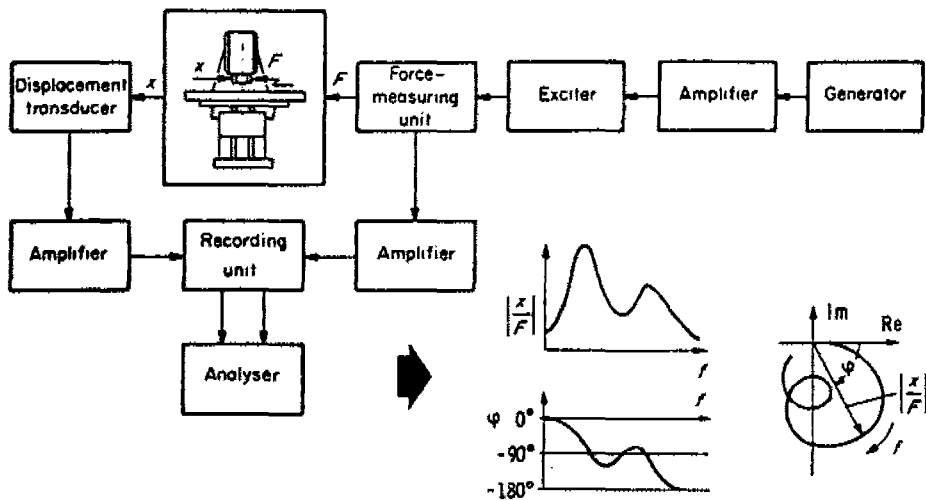 Displacement
transducer
x
x
F
F
Force-
measuring
unit
Exciter
Amplifier
Generator
Amplifier
Recording
unit
Amplifier
Analyser
|x/F|
f
φ 0°
-90°
-180°
f
Im
Re
φ
|x/F|
f